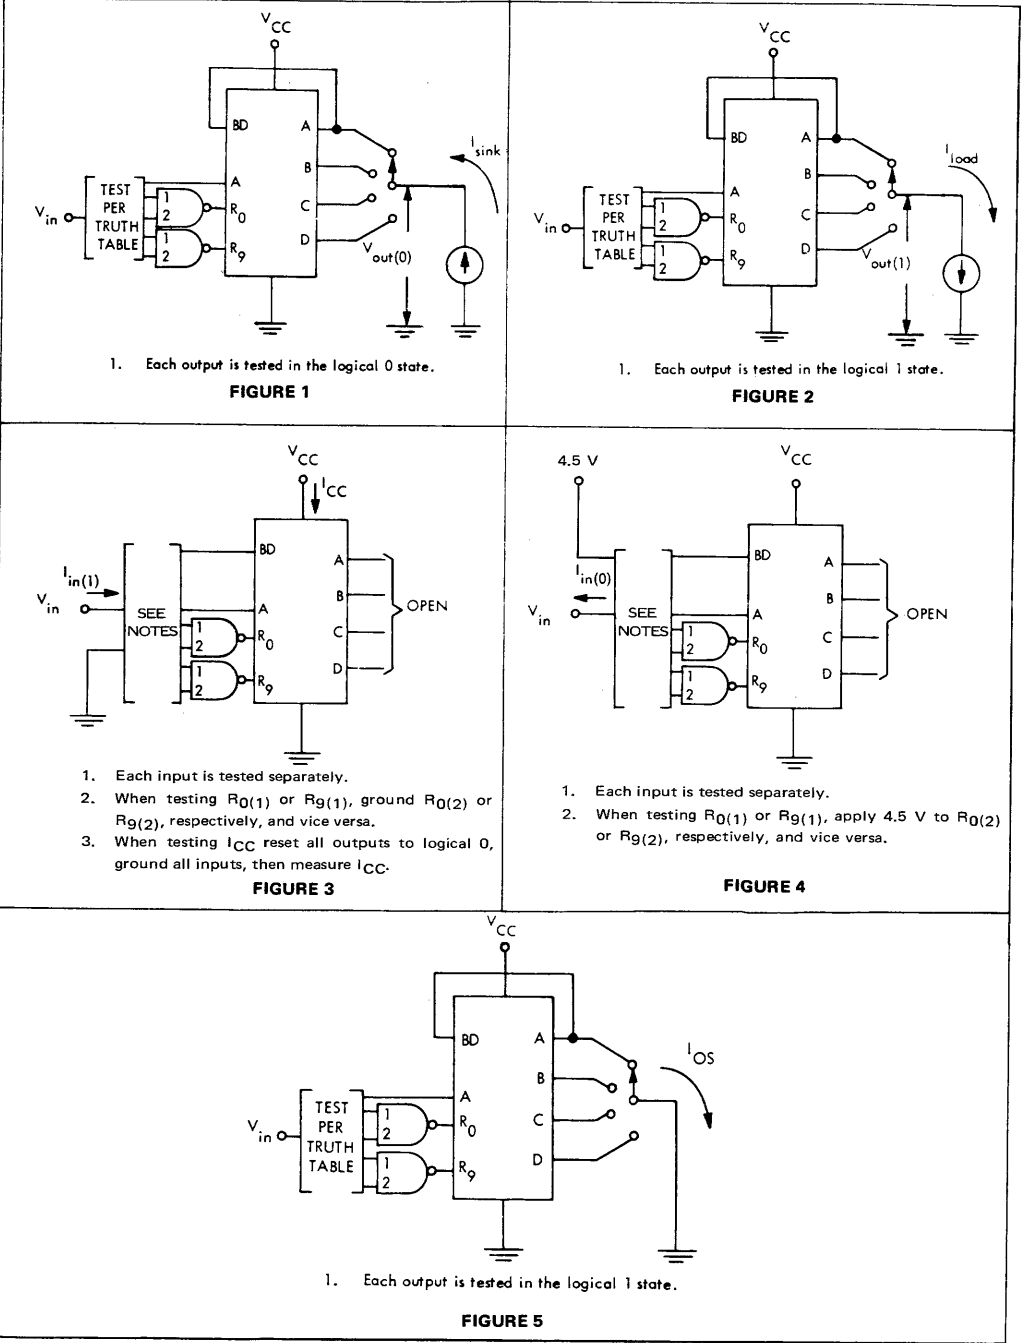 VCC
BD A
B
A
C
R0
D
R9
Vin
TEST
PER
TRUTH
TABLE
1
2
1
2
Isink
Vout(0)
1. Each output is tested in the logical 0 state.
FIGURE 1
VCC
BD A
B
A
C
R0
D
R9
Vin
TEST
PER
TRUTH
TABLE
1
2
1
2
Iload
Vout(1)
1. Each output is tested in the logical 1 state.
FIGURE 2
VCC
ICC
BD
A
B
A
C
R0
D
R9
Iin(1)
Vin
SEE
NOTES
1
2
1
2
OPEN
1. Each input is tested separately.
2. When testing R0(1) or R9(1), ground R0(2) or
R9(2), respectively, and vice versa.
3. When testing ICC reset all outputs to logical 0,
ground all inputs, then measure ICC.
FIGURE 3
4.5 V
VCC
BD
A
B
A
C
R0
D
R9
Iin(0)
Vin
SEE
NOTES
1
2
1
2
OPEN
1. Each input is tested separately.
2. When testing R0(1) or R9(1), apply 4.5 V to R0(2)
or R9(2), respectively, and vice versa.
FIGURE 4
VCC
BD A
B
A
C
R0
D
R9
Vin
TEST
PER
TRUTH
TABLE
1
2
1
2
IOS
1. Each output is tested in the logical 1 state.
FIGURE 5